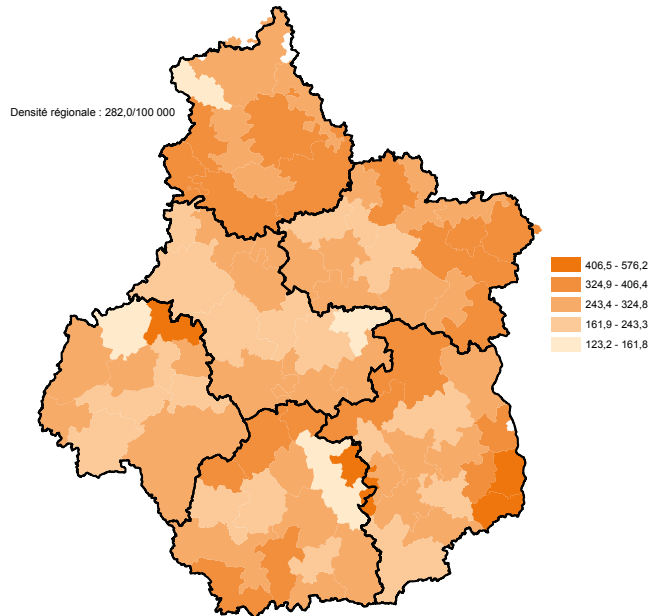 Densité régionale : 282,0/100 000
406,5 - 576,2
324,9 - 406,4
243,4 - 324,8
161,9 - 243,3
123,2 - 161,8